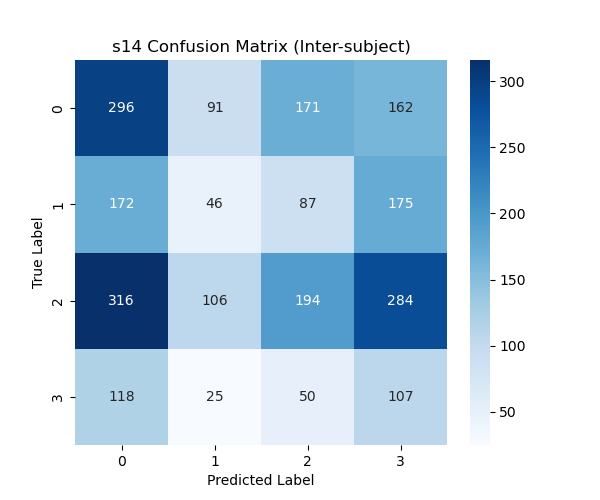 s14 Confusion Matrix (Inter-subject)
0 296 91 171 162
1 172 46 87 175
2 316 106 194 284
3 118 25 50 107
0 1 2 3
True Label
Predicted Label
300
250
200
150
100
50